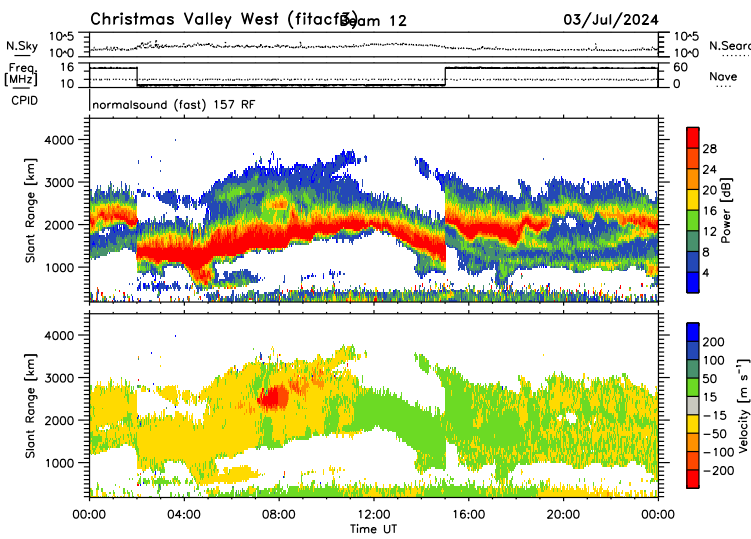 Christmas Valley West (fitacf3) Beam 12 03/Jul/2024
N.Sky 10^5 10^0 10^5 10^0 N.Searc
Freq [MHz] 16 10 60 0 Nave
CPID normalsound (fast) 157 RF
Slant Range [km] 4000 3000 2000 1000
28 24 20 16 12 8 4 Power [dB]
Slant Range [km] 4000 3000 2000 1000
200 100 50 15 -15 -50 -100 -200 Velocity [m s⁻¹]
00:00 04:00 08:00 12:00 16:00 20:00 00:00
Time UT